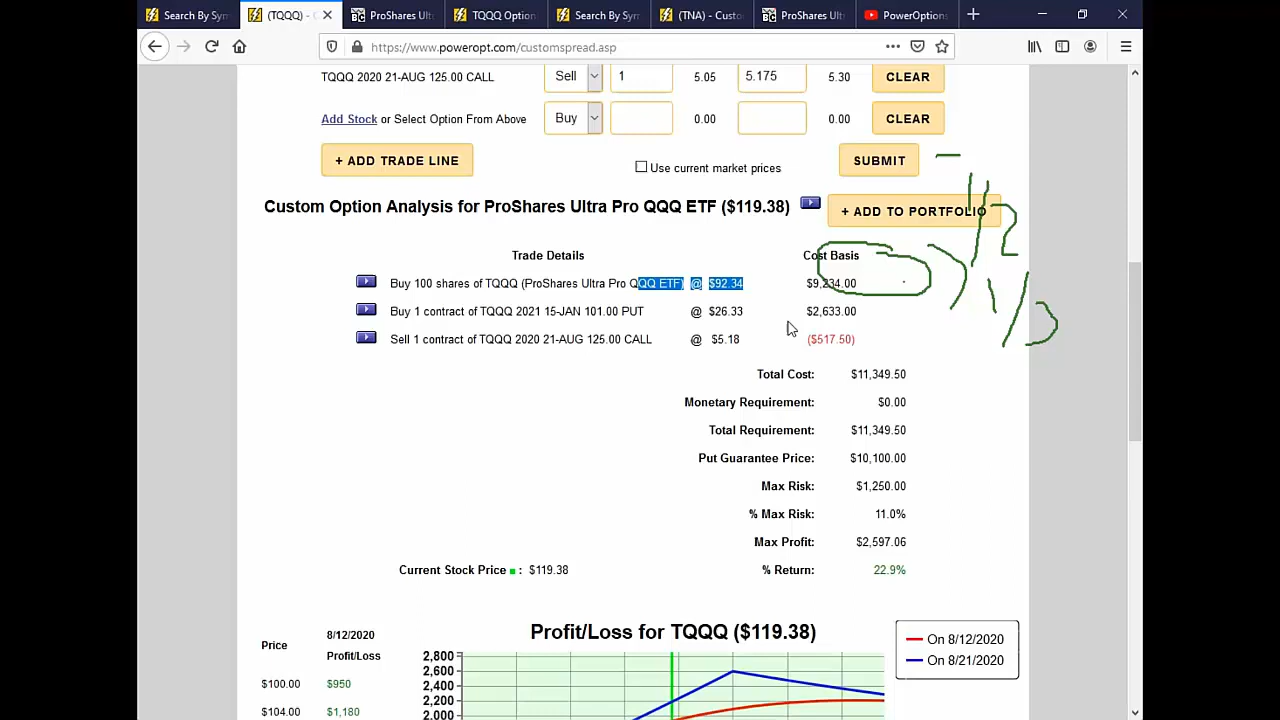 Search By Sym
(TQQQ) -
ProShares Ult
TQQQ Option
Search By Sym
(TNA) - Custo
ProShares Ult
PowerOptions
https://www.poweropt.com/customspread.asp
TQQQ 2020 21-AUG 125.00 CALL Sell 1 5.05 5.175 5.30 CLEAR
Add Stock or Select Option From Above Buy 0.00 0.00 CLEAR
+ ADD TRADE LINE Use current market prices SUBMIT
Custom Option Analysis for ProShares Ultra Pro QQQ ETF ($119.38) + ADD TO PORTFOLIO
1/2
1/3
Trade Details Cost Basis
Buy 100 shares of TQQQ (ProShares Ultra Pro QQQ ETF) @ $92.34 $9,234.00
Buy 1 contract of TQQQ 2021 15-JAN 101.00 PUT @ $26.33 $2,633.00
Sell 1 contract of TQQQ 2020 21-AUG 125.00 CALL @ $5.18 ($517.50)
Total Cost: $11,349.50
Monetary Requirement: $0.00
Total Requirement: $11,349.50
Put Guarantee Price: $10,100.00
Max Risk: $1,250.00
% Max Risk: 11.0%
Max Profit: $2,597.06
Current Stock Price : $119.38 % Return: 22.9%
Profit/Loss for TQQQ ($119.38)
Price 8/12/2020
Profit/Loss
$100.00 $950
$104.00 $1,180
2,800
2,600
2,400
2,200
2,000
On 8/12/2020
On 8/21/2020